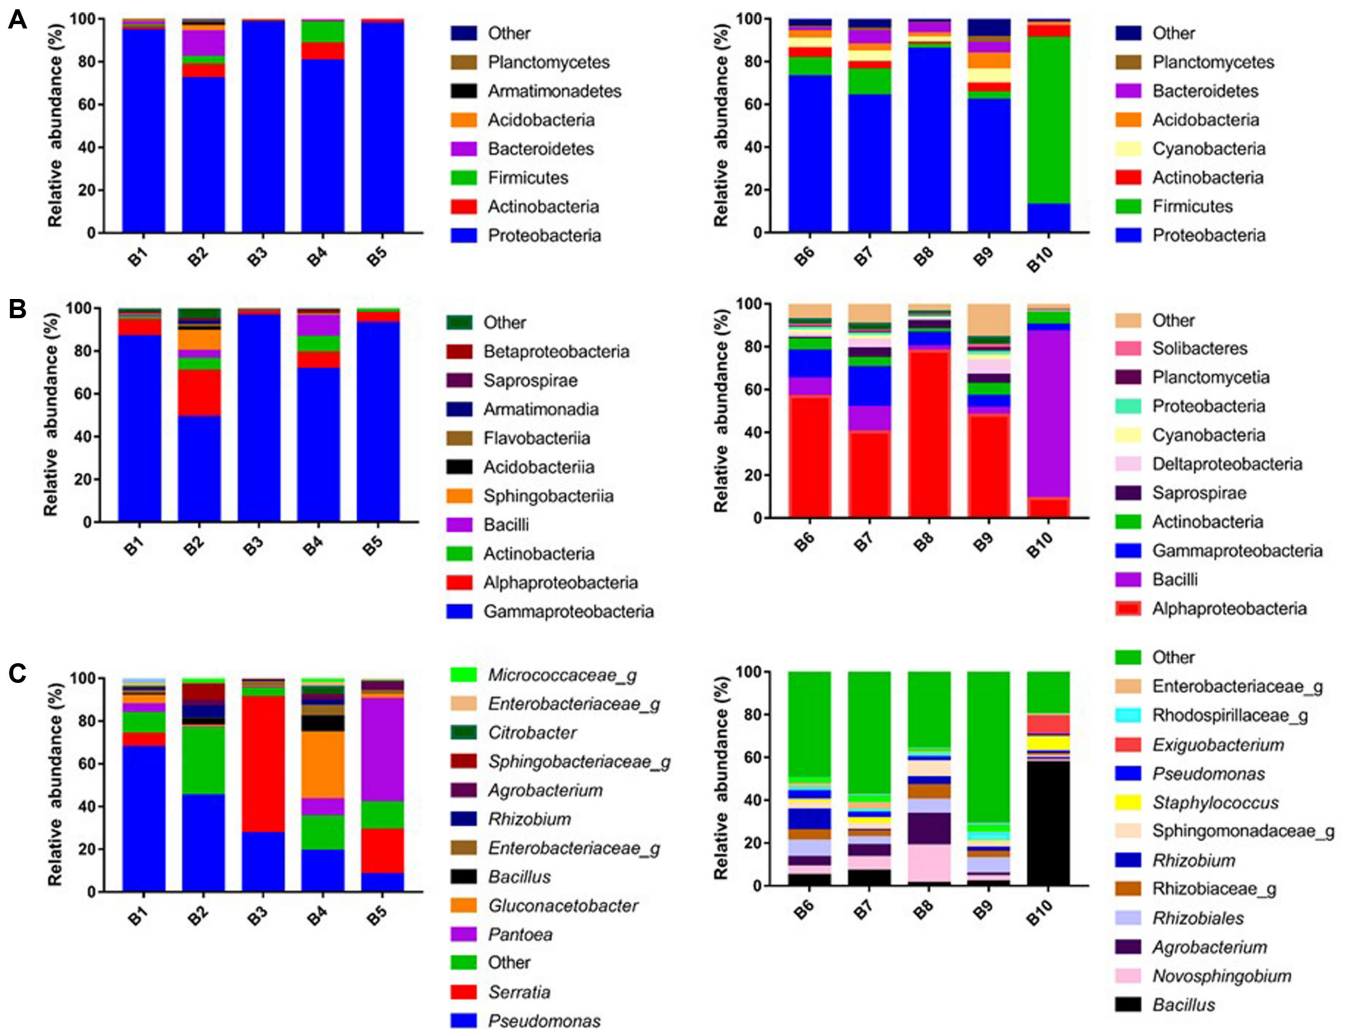 A
Relative abundance (%)
100
80
60
40
20
0
B1
B2
B3
B4
B5
Other
Planctomycetes
Armatimonadetes
Acidobacteria
Bacteroidetes
Firmicutes
Actinobacteria
Proteobacteria
Relative abundance (%)
100
80
60
40
20
0
B6
B7
B8
B9
B10
Other
Planctomycetes
Bacteroidetes
Acidobacteria
Cyanobacteria
Actinobacteria
Firmicutes
Proteobacteria
B
Relative abundance (%)
100
80
60
40
20
0
B1
B2
B3
B4
B5
Other
Betaproteobacteria
Saprospirae
Armatimonadia
Flavobacteriia
Acidobacteriia
Sphingobacteriia
Bacilli
Actinobacteria
Alphaproteobacteria
Gammaproteobacteria
Relative abundance (%)
100
80
60
40
20
0
B6
B7
B8
B9
B10
Other
Solibacteres
Planctomycetia
Proteobacteria
Cyanobacteria
Deltaproteobacteria
Saprospirae
Actinobacteria
Gammaproteobacteria
Bacilli
Alphaproteobacteria
C
Relative abundance (%)
100
80
60
40
20
0
B1
B2
B3
B4
B5
Micrococcaceae_g
Enterobacteriaceae_g
Citrobacter
Sphingobacteriaceae_g
Agrobacterium
Rhizobium
Enterobacteriaceae_g
Bacillus
Gluconacetobacter
Pantoea
Other
Serratia
Pseudomonas
Relative abundance (%)
100
80
60
40
20
0
B6
B7
B8
B9
B10
Other
Enterobacteriaceae_g
Rhodospirillaceae_g
Exiguobacterium
Pseudomonas
Staphylococcus
Sphingomonadaceae_g
Rhizobium
Rhizobiaceae_g
Rhizobiales
Agrobacterium
Novosphingobium
Bacillus